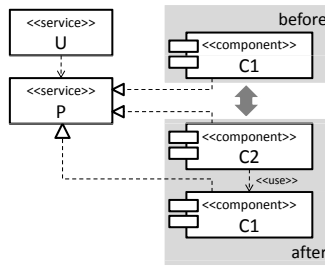 before
<<service>>
U
<<component>>
C1
<<service>>
P
<<component>>
C2
<<use>>
<<component>>
C1
after